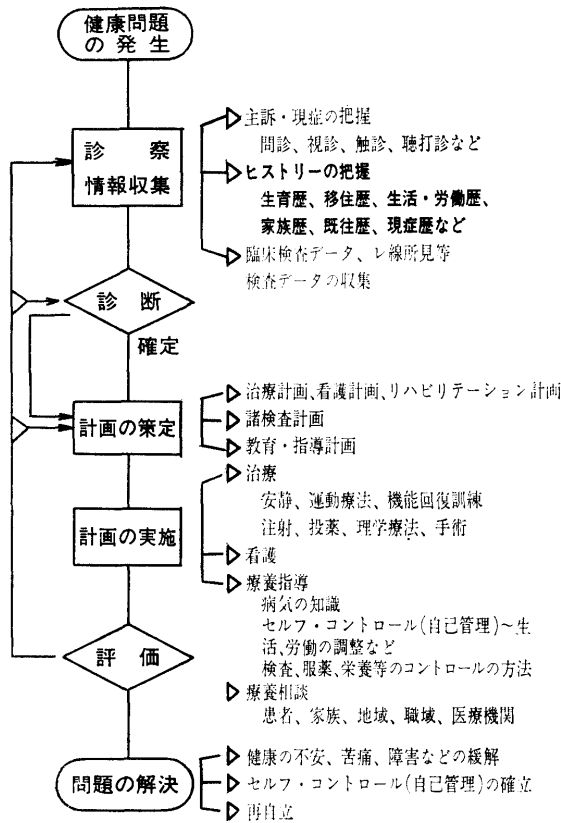 健康問題
の発生
診察
情報収集
主訴・現症の把握
問診、視診、触診、聴打診など
ヒストリーの把握
生育歴、移住歴、生活・労働歴、
家族歴、既往歴、現症歴など
臨床検査データ、レ線所見等
検査データの収集
診断
確定
計画の策定
治療計画、看護計画、リハビリテーション計画
諸検査計画
教育・指導計画
計画の実施
治療
安静、運動療法、機能回復訓練
注射、投薬、理学療法、手術
看護
療養指導
病気の知識
セルフ・コントロール(自己管理)〜生
活、労働の調整など
検査、服薬、栄養等のコントロールの方法
評価
療養相談
患者、家族、地域、職域、医療機関
問題の解決
健康の不安、苦痛、障害などの緩解
セルフ・コントロール(自己管理)の確立
再自立